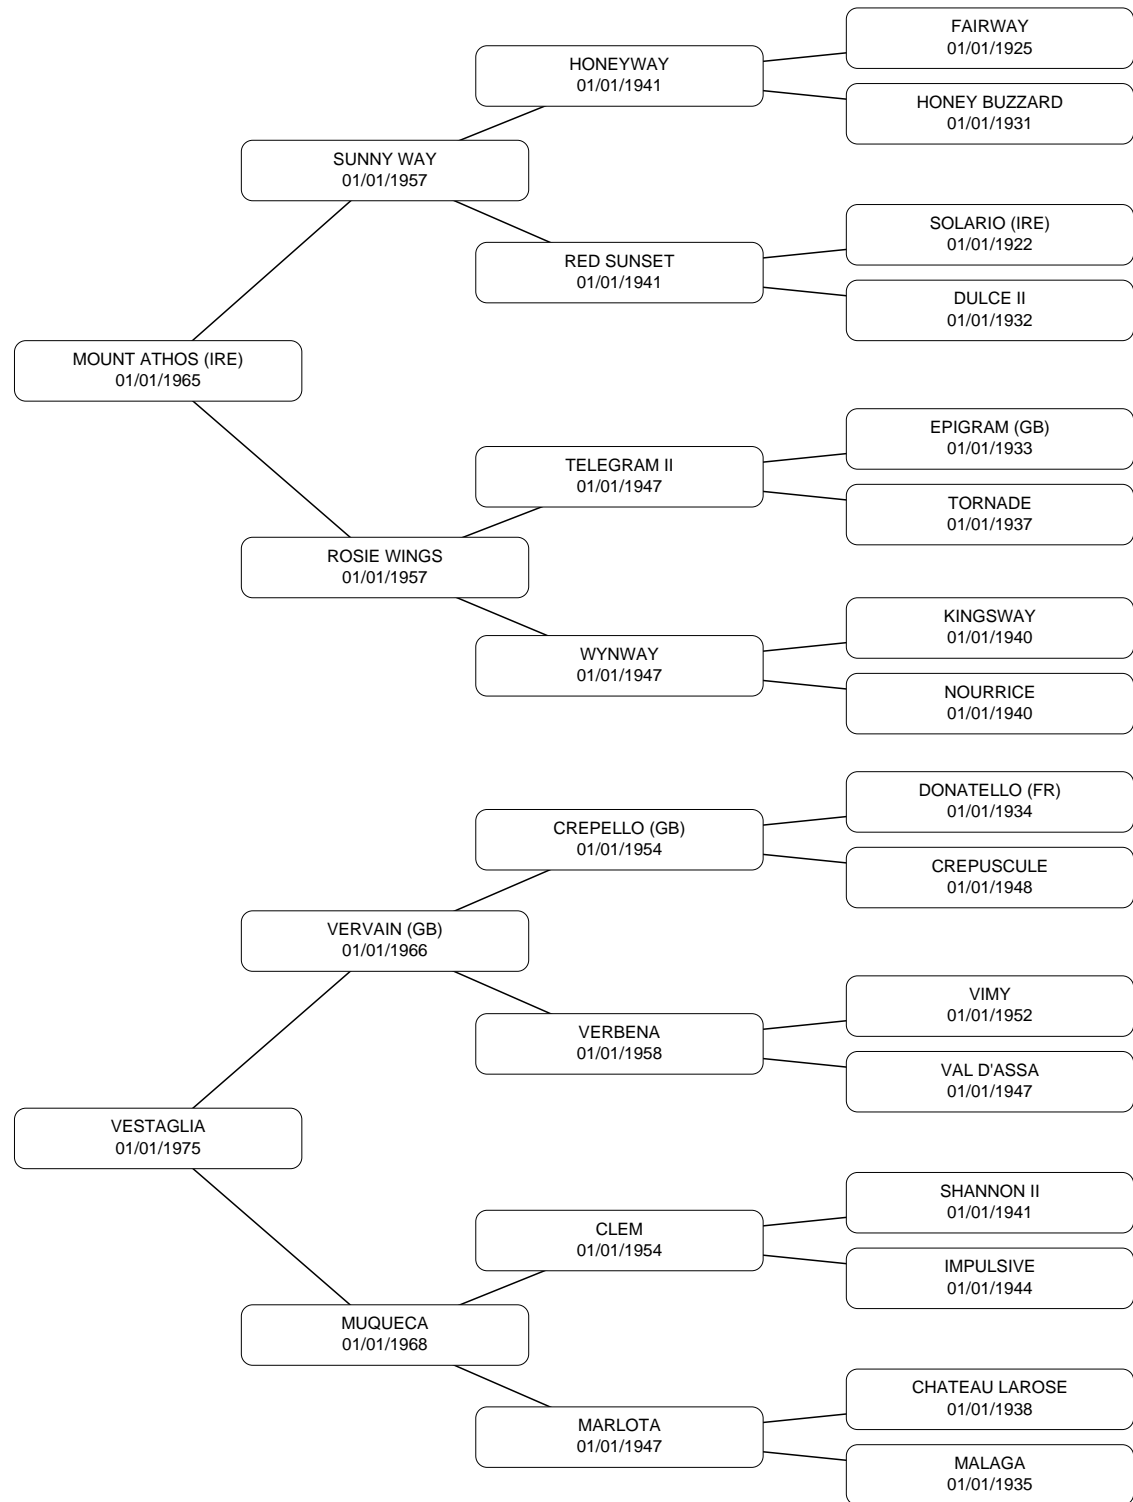 FAIRWAY
01/01/1925
HONEYWAY
01/01/1941
HONEY BUZZARD
01/01/1931
SUNNY WAY
01/01/1957
SOLARIO (IRE)
01/01/1922
RED SUNSET
01/01/1941
DULCE II
01/01/1932
MOUNT ATHOS (IRE)
01/01/1965
EPIGRAM (GB)
01/01/1933
TELEGRAM II
01/01/1947
TORNADE
01/01/1937
ROSIE WINGS
01/01/1957
KINGSWAY
01/01/1940
WYNWAY
01/01/1947
NOURRICE
01/01/1940
DONATELLO (FR)
01/01/1934
CREPELLO (GB)
01/01/1954
CREPUSCULE
01/01/1948
VERVAIN (GB)
01/01/1966
VIMY
01/01/1952
VERBENA
01/01/1958
VAL D'ASSA
01/01/1947
VESTAGLIA
01/01/1975
SHANNON II
01/01/1941
CLEM
01/01/1954
IMPULSIVE
01/01/1944
MUQUECA
01/01/1968
CHATEAU LAROSE
01/01/1938
MARLOTA
01/01/1947
MALAGA
01/01/1935